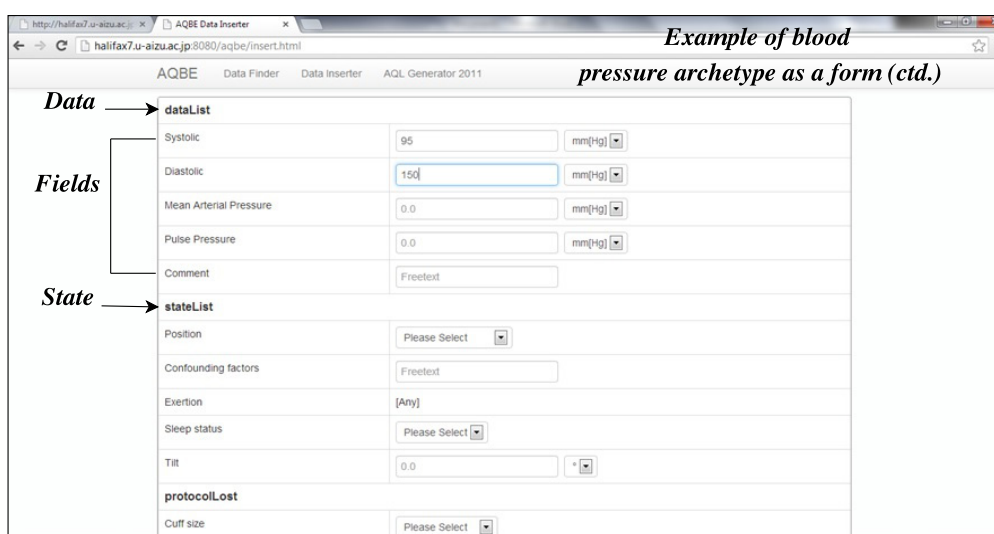 http://halifax7.u-aizu.ac.jp
AQBE Data Inserter
halifax7.u-aizu.ac.jp:8080/aqbe/insert.html
Example of blood
pressure archetype as a form (ctd.)
AQBE Data Finder Data Inserter AQL Generator 2011
Data
dataList
Systolic 95 mm[Hg]
Fields
Diastolic 150 mm[Hg]
Mean Arterial Pressure 0.0 mm[Hg]
Pulse Pressure 0.0 mm[Hg]
Comment Freetext
State
stateList
Position Please Select
Confounding factors Freetext
Exertion [Any]
Sleep status Please Select
Tilt 0.0 °
protocolLost
Cuff size Please Select